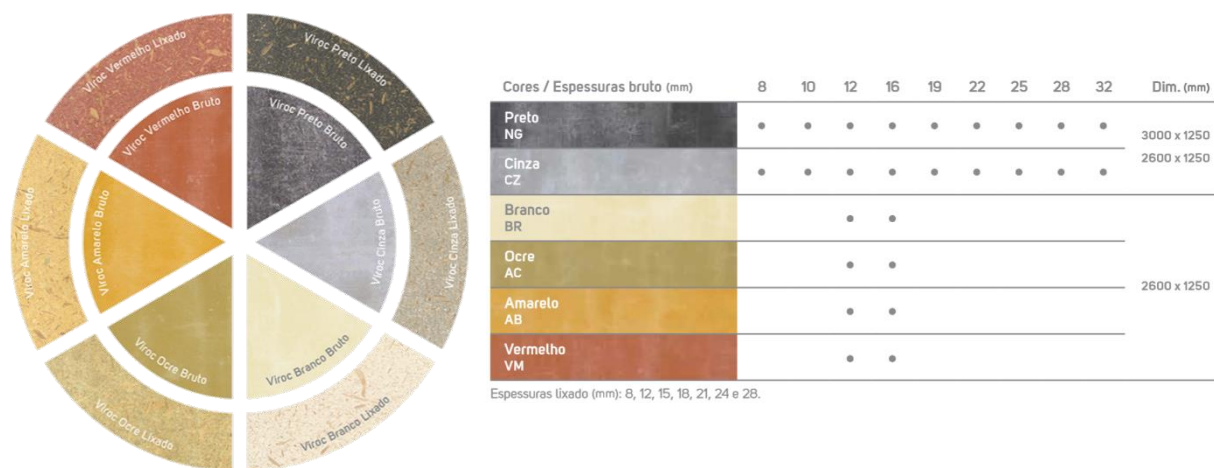 Viroc Vermelho Lixado
Viroc Preto Lixado
Viroc Vermelho Bruto
Viroc Preto Bruto
Viroc Amarelo Lixado
Viroc Amarelo Bruto
Viroc Cinza Bruto
Viroc Cinza Lixado
Viroc Ocre Bruto
Viroc Branco Bruto
Viroc Ocre Lixado
Viroc Branco Lixado
Cores / Espessuras bruto (mm) 8 10 12 16 19 22 25 28 32 Dim. (mm)
Preto
NG
3000 x 1250
Cinza
CZ
2600 x 1250
Branco
BR
Ocre
AC
2600 x 1250
Amarelo
AB
Vermelho
VM
Espessuras lixado (mm): 8, 12, 15, 18, 21, 24 e 28.